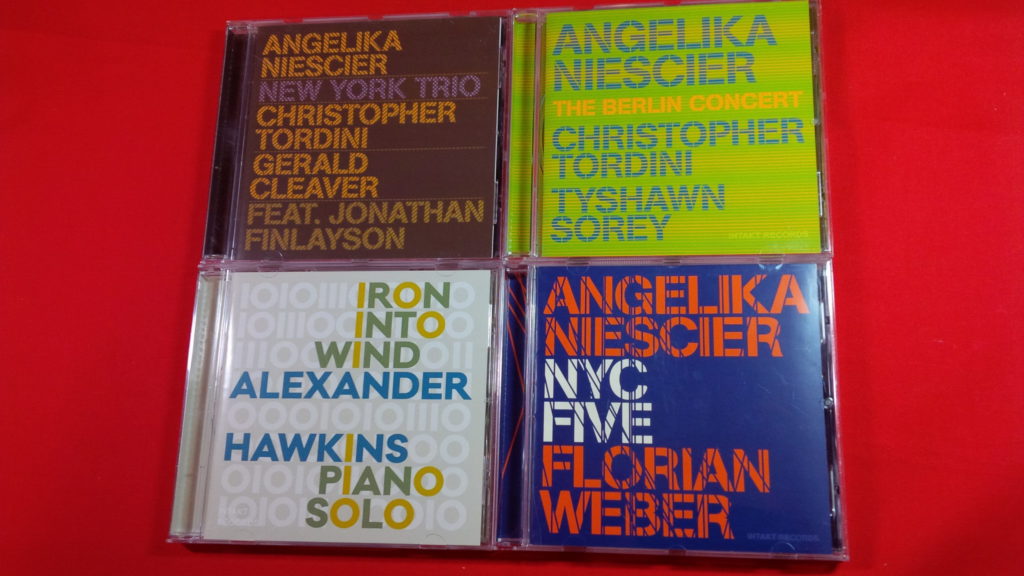 ANGELIKA
NIESCIER
NEW YORK TRIO
CHRISTOPHER
TORDINI
GERALD
CLEAVER
FEAT. JONATHAN
FINLAYSON
ANGELIKA
NIESCIER
THE BERLIN CONCERT
CHRISTOPHER
TORDINI
TYSHAWN
SOREY
INTAKT RECORDS
IRON
INTO
WIND
ALEXANDER
HAWKINS
PIANO
SOLO
INTAKT
RECORDS
ANGELIKA
NIESCIER
NYC
FIVE
FLORIAN
WEBER
INTAKT RECORDS